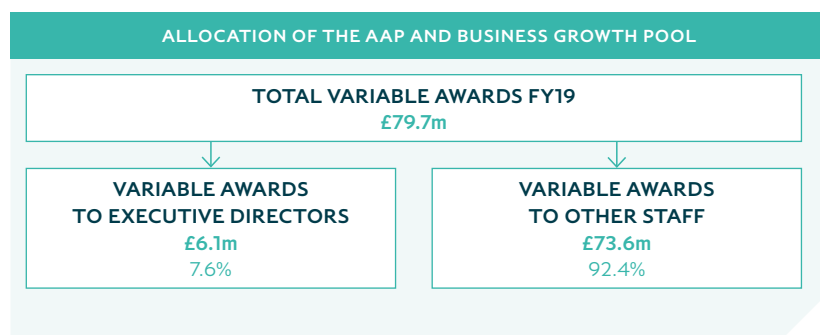 ALLOCATION OF THE AAP AND BUSINESS GROWTH POOL
TOTAL VARIABLE AWARDS FY19
£79.7m
VARIABLE AWARDS
TO EXECUTIVE DIRECTORS
£6.1m
7.6%
VARIABLE AWARDS
TO OTHER STAFF
£73.6m
92.4%